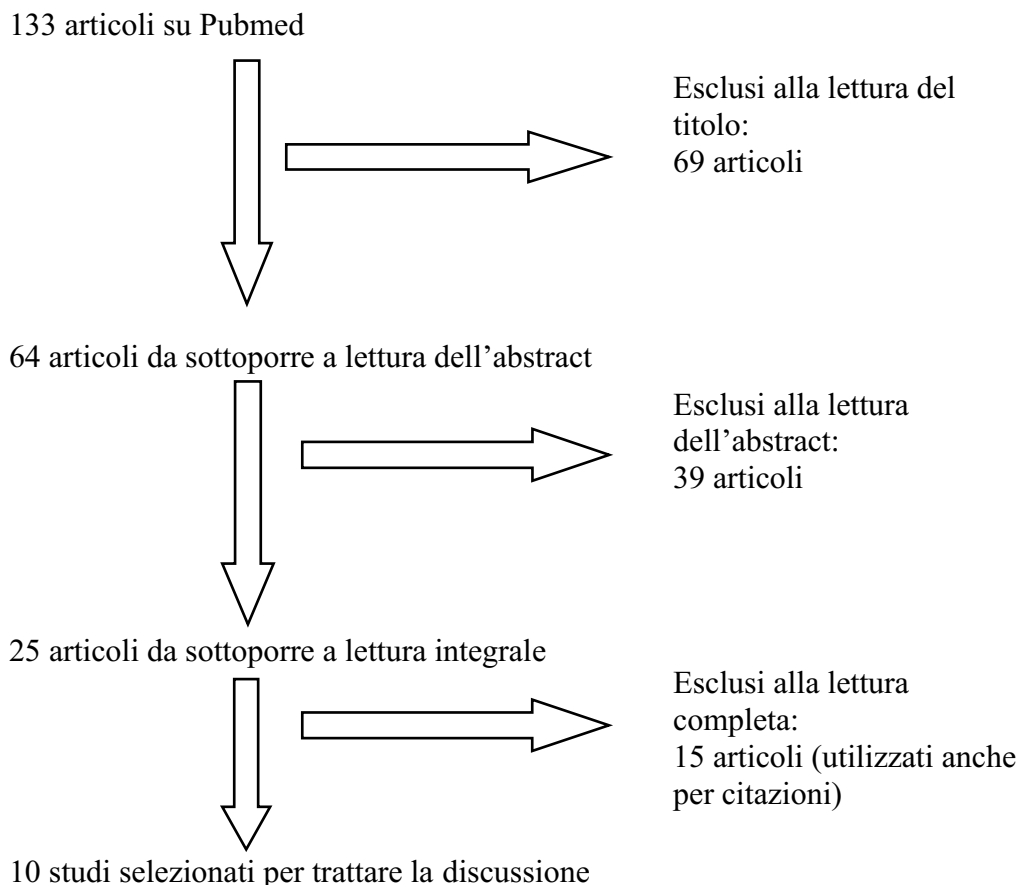 133 articoli su Pubmed
Esclusi alla lettura del
titolo:
69 articoli
64 articoli da sottoporre a lettura dell’abstract
Esclusi alla lettura
dell’abstract:
39 articoli
25 articoli da sottoporre a lettura integrale
Esclusi alla lettura
completa:
15 articoli (utilizzati anche
per citazioni)
10 studi selezionati per trattare la discussione